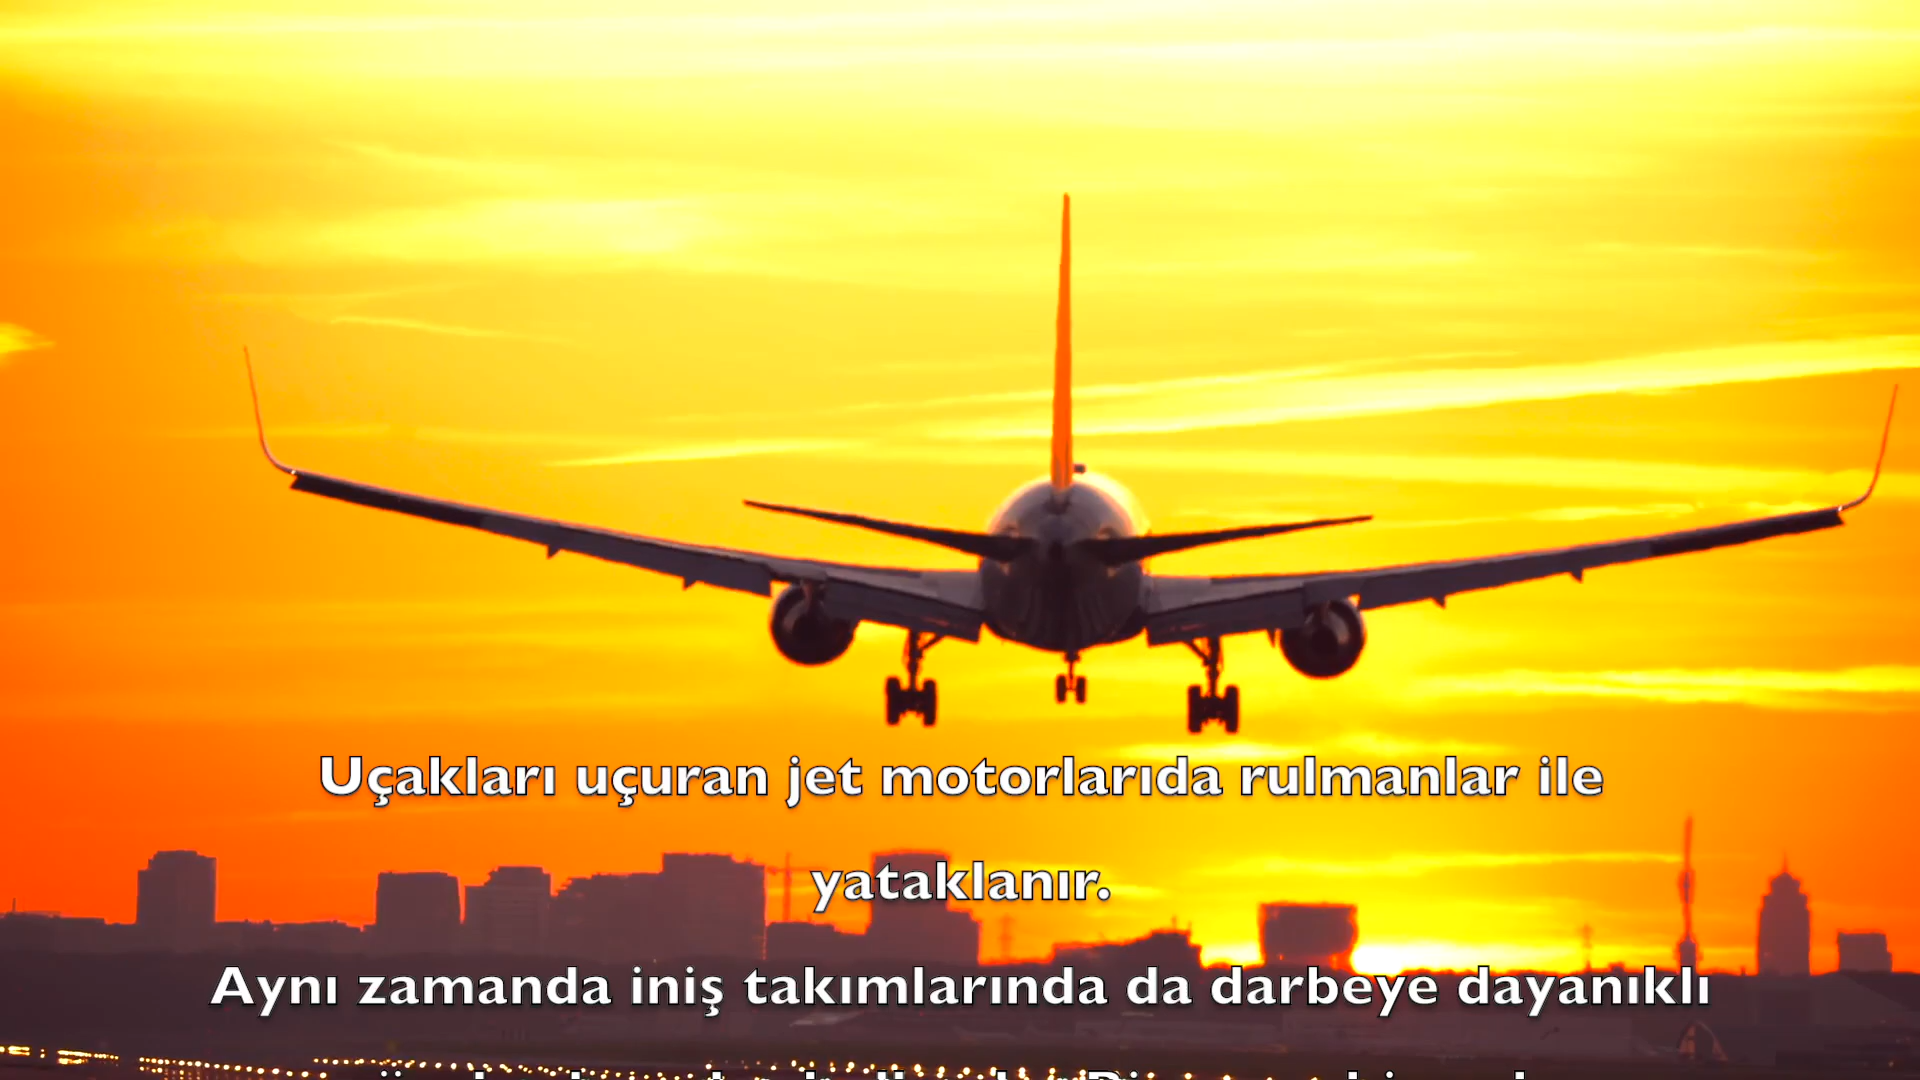 Uçakları uçuran jet motorlarıda rulmanlar ile
yataklanır.
Aynı zamanda iniş takımlarında da darbeye dayanıklı